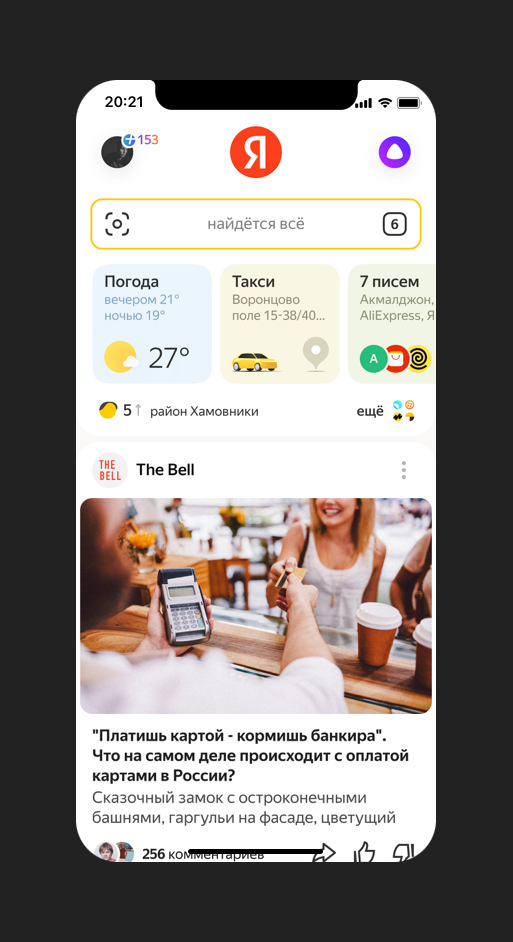 20:21
153
Я
найдётся всё
6
Погода
вечером 21°
ночью 19°
27°
Такси
Воронцово
поле 15-38/40...
7 писем
Акмалджон,
AliExpress, Я
А
5↑ район Хамовники
ещё
THE
BELL
The Bell
"Платишь картой - кормишь банкира".
Что на самом деле происходит с оплатой
картами в России?
Сказочный замок с остроконечными
башнями, гаргульи на фасаде, цветущий
256 комментариев